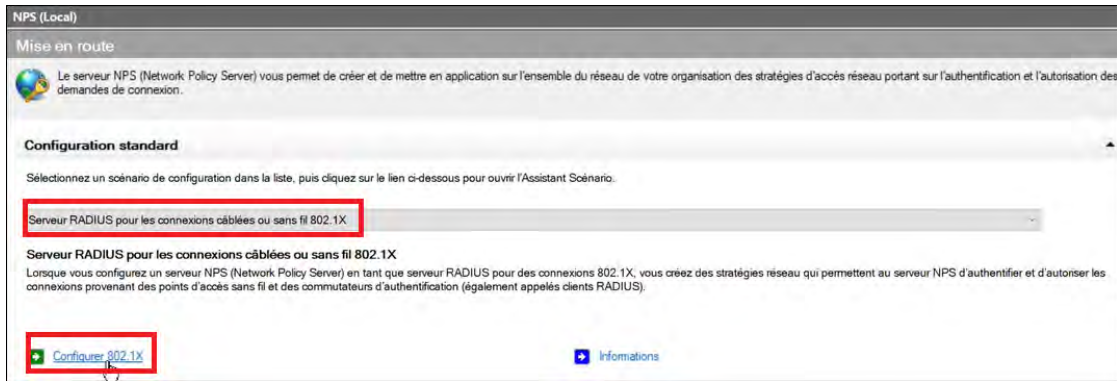 NPS (Local)
Mise en route
Le serveur NPS (Network Policy Server) vous permet de créer et de mettre en application sur l'ensemble du réseau de votre organisation des stratégies d'accès réseau portant sur l'authentification et l'autorisation des
demandes de connexion.
Configuration standard
Sélectionnez un scénario de configuration dans la liste, puis cliquez sur le lien ci-dessous pour ouvrir l'Assistant Scénario.
Serveur RADIUS pour les connexions câblées ou sans fil 802.1X
Serveur RADIUS pour les connexions câblées ou sans fil 802.1X
Lorsque vous configurez un serveur NPS (Network Policy Server) en tant que serveur RADIUS pour des connexions 802.1X, vous créez des stratégies réseau qui permettent au serveur NPS d'authentifier et d'autoriser les
connexions provenant des points d'accès sans fil et des commutateurs d'authentification (également appelés clients RADIUS).
Configurer 802.1X
Informations